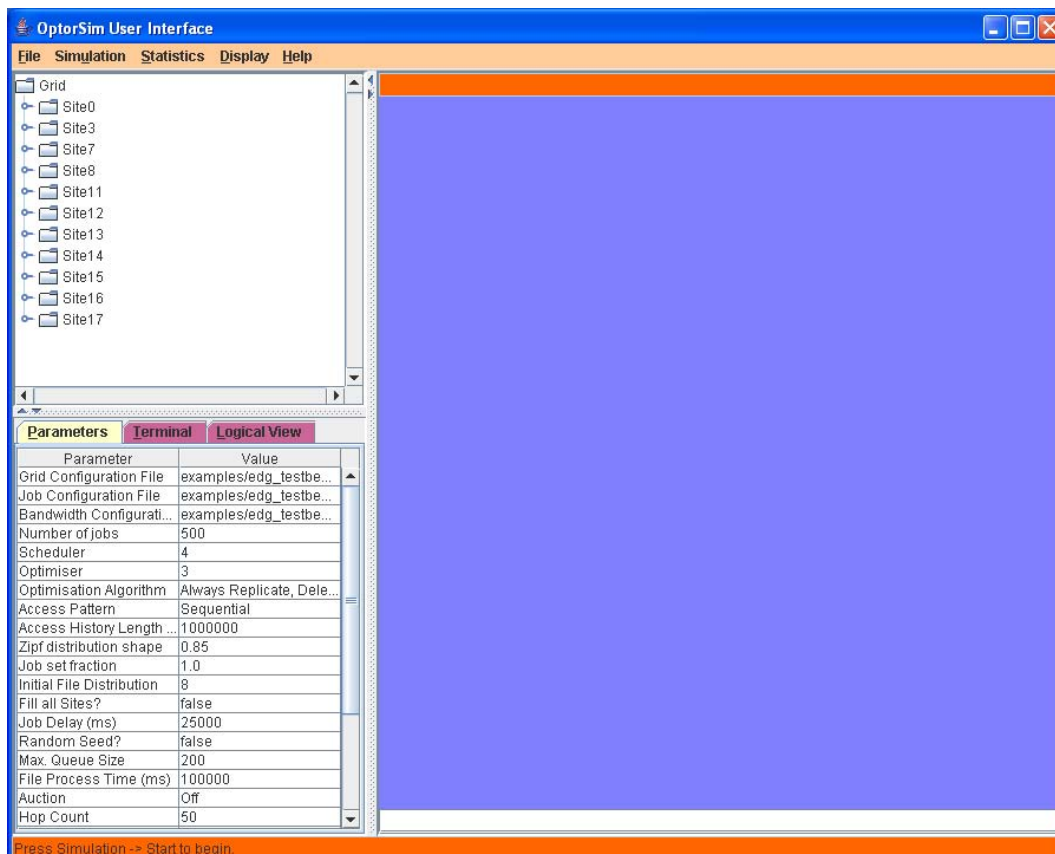 OptorSim User Interface
File Simulation Statistics Display Help
Grid
Site0
Site3
Site7
Site8
Site11
Site12
Site13
Site14
Site15
Site16
Site17
Parameters Terminal Logical View
Parameter Value
Grid Configuration File examples/edg_testbe...
Job Configuration File examples/edg_testbe...
Bandwidth Configurati... examples/edg_testbe...
Number of jobs 500
Scheduler 4
Optimiser 3
Optimisation Algorithm Always Replicate, Dele...
Access Pattern Sequential
Access History Length ... 1000000
Zipf distribution shape 0.85
Job set fraction 1.0
Initial File Distribution 8
Fill all Sites? false
Job Delay (ms) 25000
Random Seed? false
Max. Queue Size 200
File Process Time (ms) 100000
Auction Off
Hop Count 50
Press Simulation -> Start to begin.